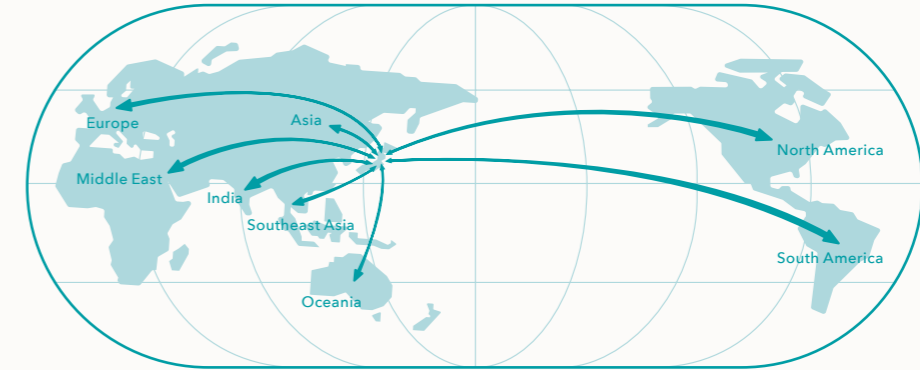 Europe
Asia
North America
Middle East
India
Southeast Asia
South America
Oceania